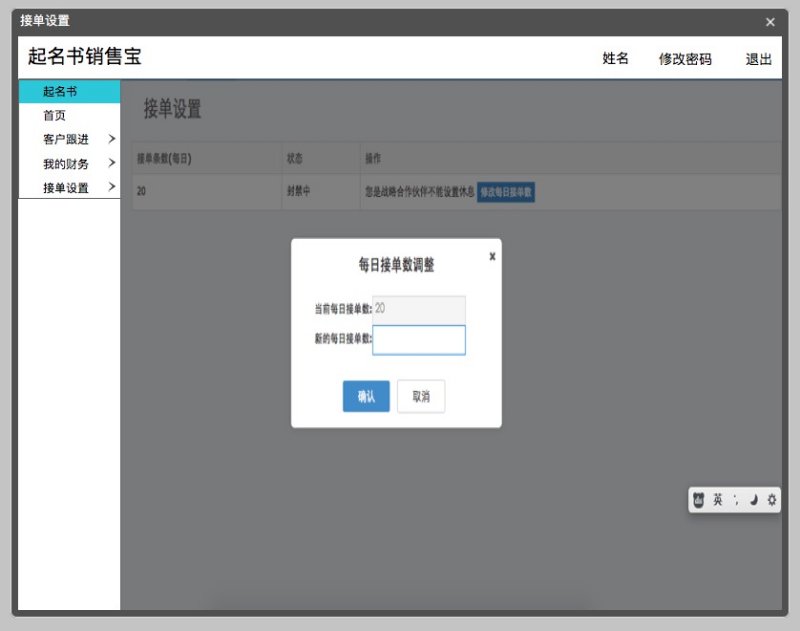 接单设置
起名书销售宝
姓名 修改密码 退出
起名书
首页
客户跟进
我的财务
接单设置
接单设置
接单条数(每日) 状态 操作
20 封禁中 您是战略合作伙伴不能设置休息 修改每日接单数
每日接单数调整
当前每日接单数: 20
新的每日接单数:
确认 取消
英